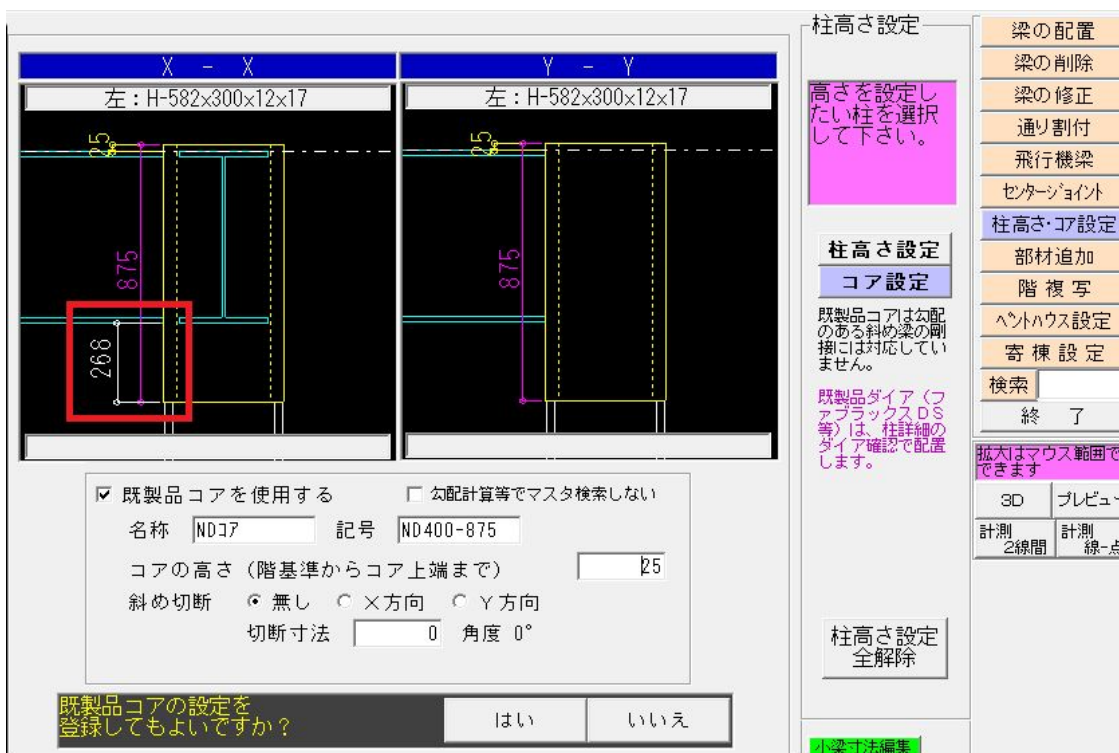 X - X
左：H-582x300x12x17
25
875
268
Y - Y
左：H-582x300x12x17
25
875
既製品コアを使用する
勾配計算等でマスタ検索しない
名称 NDコア 記号 ND400-875
コアの高さ（階基準からコア上端まで） 25
斜め切断 無し X方向 Y方向
切断寸法 0 角度 0°
既製品コアの設定を
登録してもよいですか？
はい
いいえ
柱高さ設定
高さを設定し
たい柱を選択
して下さい。
柱高さ設定
コア設定
既製品コアは勾配
のある斜め梁の剛
接には対応してい
ません。
既製品ダイア（フ
ァブラックスＤＳ
等）は、柱詳細の
ダイア確認で配置
します。
柱高さ設定
全解除
小梁寸法編集
梁の配置
梁の削除
梁の修正
通り割付
飛行機梁
センタージョイント
柱高さ･コア設定
部材追加
階複写
ペントハウス設定
寄棟設定
検索
終了
拡大はマウス範囲で
できます
3D
プレビュー
計測
2線間
計測
線-点